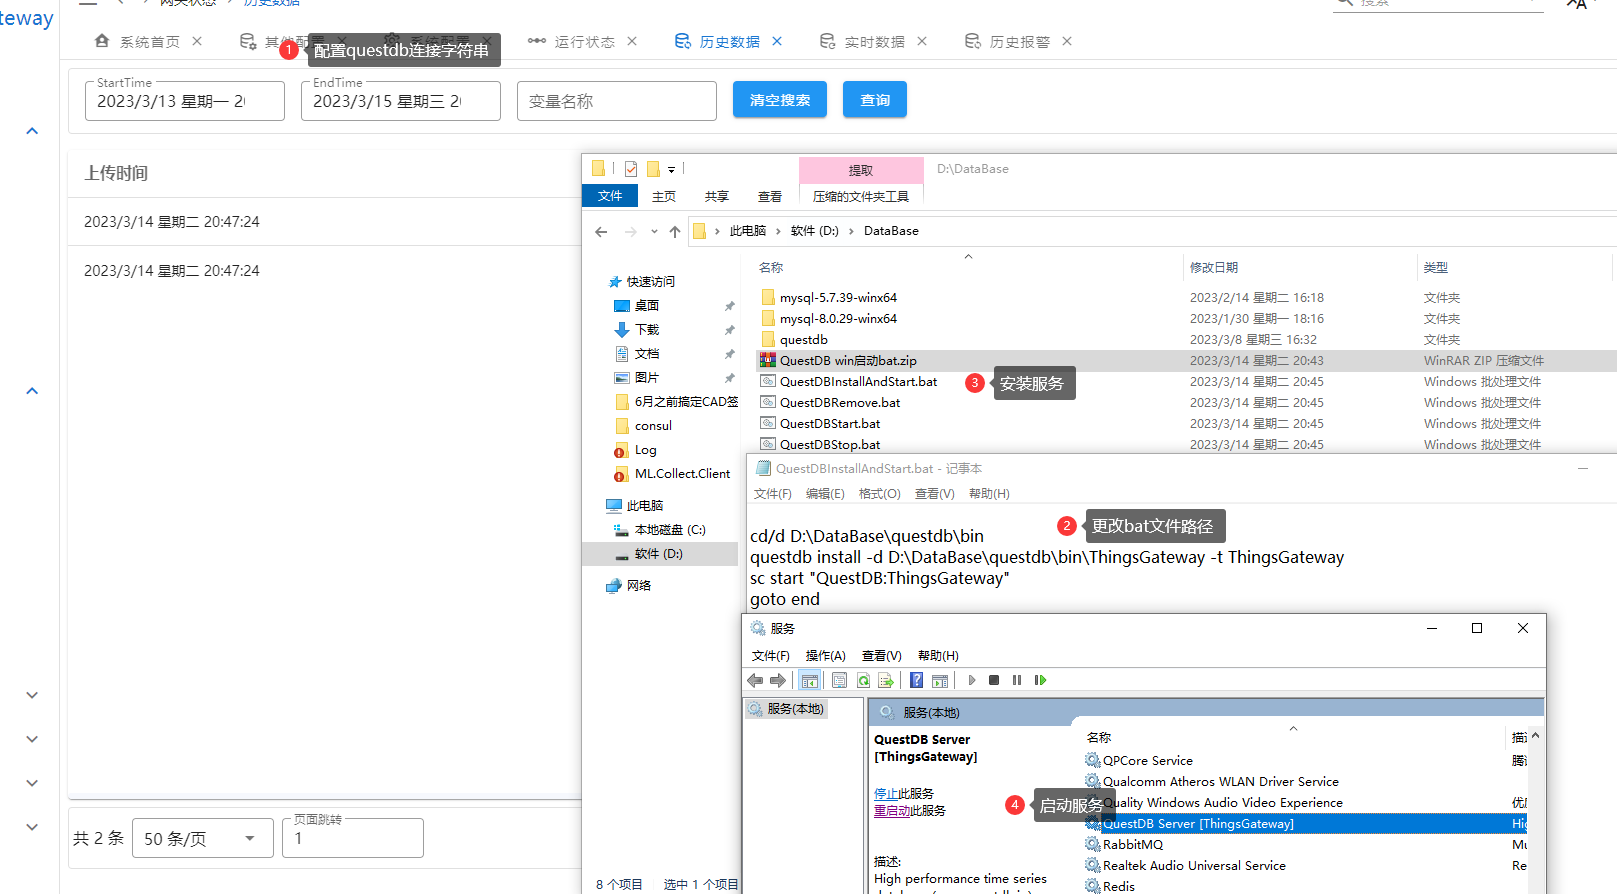 teway
网关状态 历史数据
搜索
系统首页
其他配置
系统配置
运行状态
历史数据
实时数据
历史报警
1 配置questdb连接字符串
StartTime
2023/3/13 星期一 2
EndTime
2023/3/15 星期三 2
变量名称
清空搜索
查询
上传时间
2023/3/14 星期二 20:47:24
2023/3/14 星期二 20:47:24
共 2 条
50 条/页
页面跳转
1
提取
D:\DataBase
文件 主页 共享 查看 压缩的文件夹工具
此电脑 软件 (D:) DataBase
名称 修改日期 类型
快速访问
桌面
下载
文档
图片
6月之前搞定CAD签
consul
Log
ML.Collect.Client
此电脑
本地磁盘 (C:)
软件 (D:)
网络
mysql-5.7.39-winx64 2023/2/14 星期二 16:18 文件夹
mysql-8.0.29-winx64 2023/1/30 星期一 18:16 文件夹
questdb 2023/3/8 星期三 16:32 文件夹
QuestDB win启动bat.zip 2023/3/14 星期二 20:43 WinRAR ZIP 压缩文件
QuestDBInstallAndStart.bat 2023/3/14 星期二 20:45 Windows 批处理文件
3 安装服务
QuestDBRemove.bat 2023/3/14 星期二 20:45 Windows 批处理文件
QuestDBStart.bat 2023/3/14 星期二 20:45 Windows 批处理文件
QuestDBStop.bat 2023/3/14 星期二 20:45 Windows 批处理文件
8 个项目 选中 1 个项目
QuestDBInstallAndStart.bat - 记事本
文件(F) 编辑(E) 格式(O) 查看(V) 帮助(H)
2 更改bat文件路径
cd/d D:\DataBase\questdb\bin
questdb install -d D:\DataBase\questdb\bin\ThingsGateway -t ThingsGateway
sc start "QuestDB:ThingsGateway"
goto end
服务
文件(F) 操作(A) 查看(V) 帮助(H)
服务(本地)
服务(本地)
QuestDB Server
[ThingsGateway]
停止此服务
重启动此服务
4 启动服务
描述:
High performance time series
名称
QPCore Service
Qualcomm Atheros WLAN Driver Service
Quality Windows Audio Video Experience
QuestDB Server [ThingsGateway]
RabbitMQ
Realtek Audio Universal Service
Redis
描述
腾
优
Hig
Mu
Re